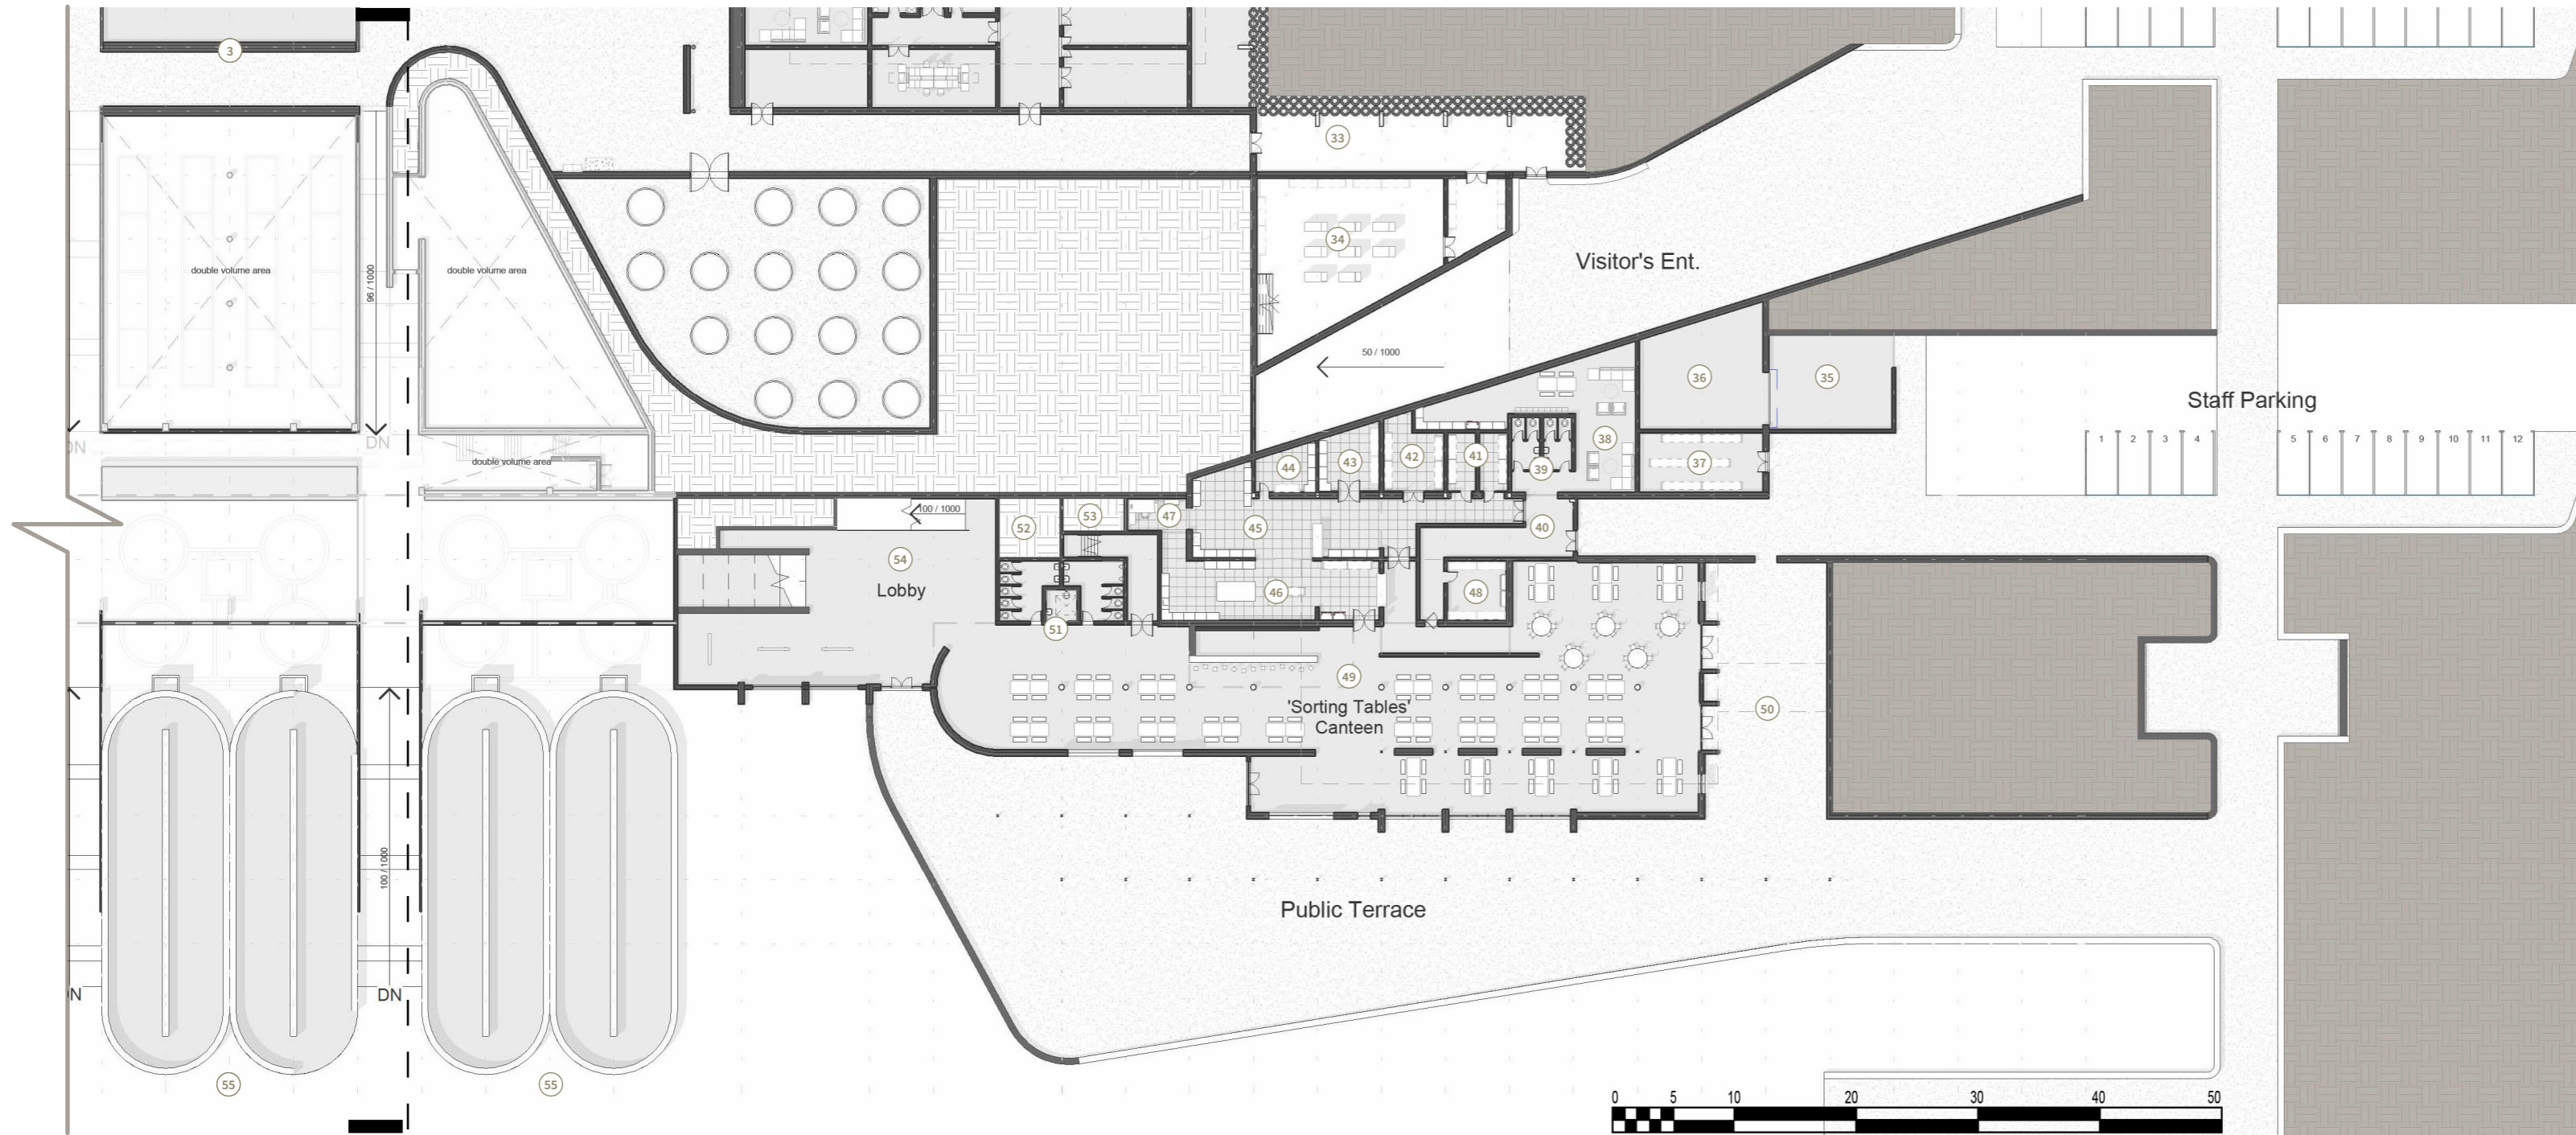 3
33
double volume area
double volume area
96 / 1000
34
Visitor's Ent.
50 / 1000
36
35
Staff Parking
38
DN
DN
double volume area
44
43
42
41
39
37
1 2 3 4 5 6 7 8 9 10 11 12
100 / 1000
52
53
47
45
40
54
Lobby
46
48
51
49
'Sorting Tables'
Canteen
50
100 / 1000
Public Terrace
DN
DN
55
55
0 5 10 20 30 40 50